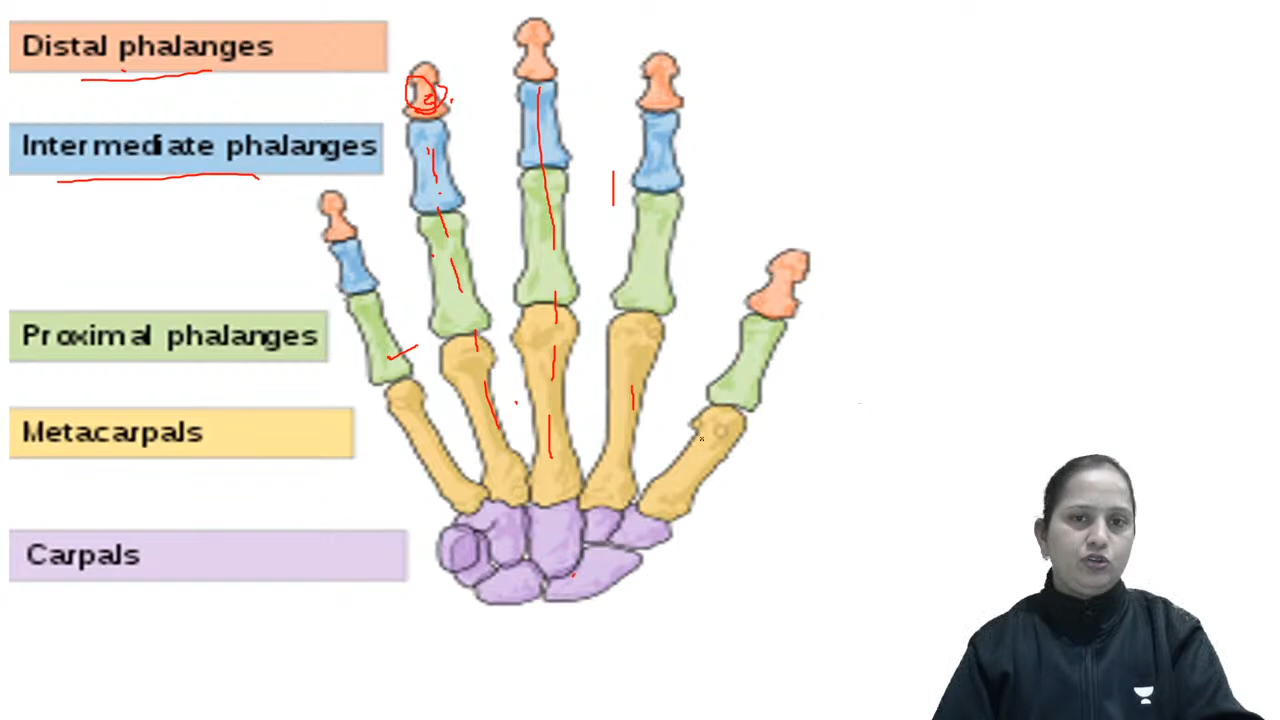 Distal phalanges
Intermediate phalanges
Proximal phalanges
Metacarpals
Carpals